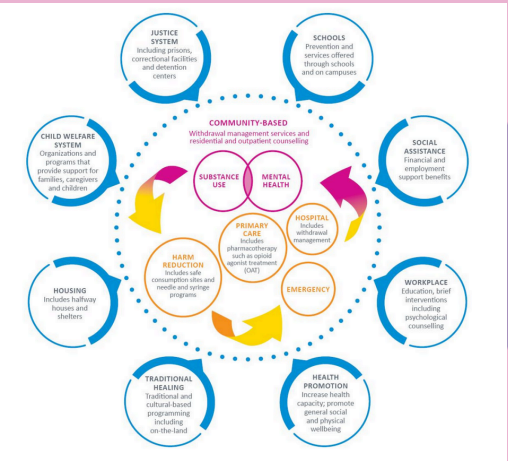 JUSTICE
SYSTEM
Including prisons,
correctional facilities
and detention
centers
SCHOOLS
Prevention and
services offered
through schools
and on campuses
CHILD WELFARE
SYSTEM
Organizations and
programs that
provide support for
families, caregivers
and children
COMMUNITY-BASED
Withdrawal management services and
residential and outpatient counselling
SUBSTANCE
USE
MENTAL
HEALTH
SOCIAL
ASSISTANCE
Financial and
employment
support benefits
PRIMARY
CARE
Includes
pharmacotherapy
such as opioid
agonist treatment
(OAT)
HOSPITAL
Includes
withdrawal
management
HARM
REDUCTION
Includes safe
consumption sites and
needle and syringe
programs
EMERGENCY
HOUSING
Includes halfway
houses and
shelters
WORKPLACE
Education, brief
interventions
including
psychological
counselling
TRADITIONAL
HEALING
Traditional and
cultural-based
programming
including
on-the-land
HEALTH
PROMOTION
Increase health
capacity; promote
general social
and physical
wellbeing